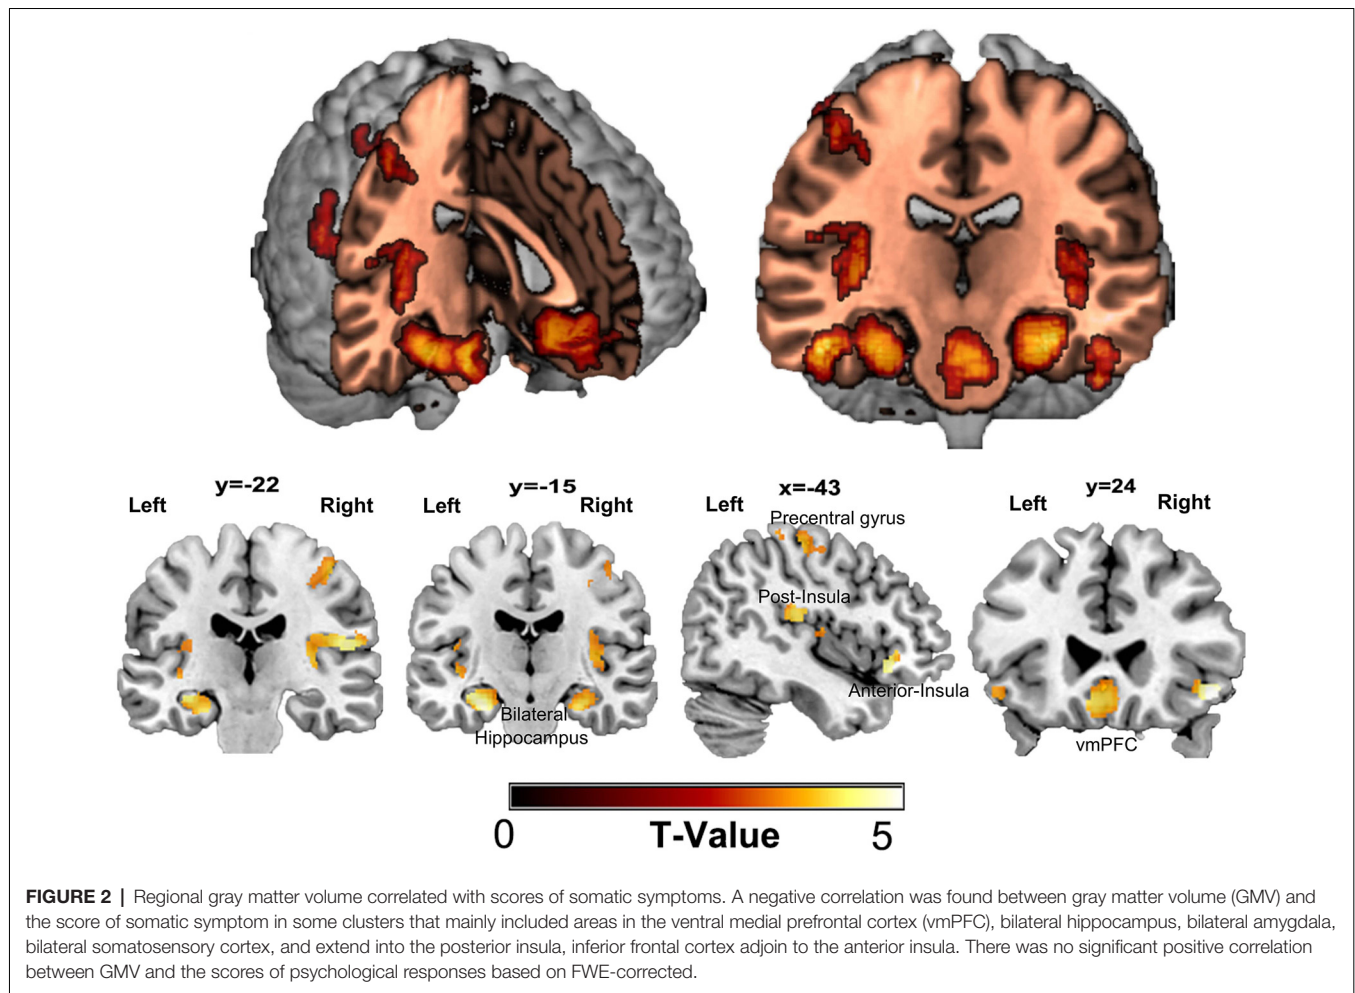 y=-22
Left
Right
y=-15
Left
Right
x=-43
Left
Precentral gyrus
Post-Insula
Anterior-Insula
y=24
Left
Right
Bilateral
Hippocampus
vmPFC
0
T-Value
5
FIGURE 2 | Regional gray matter volume correlated with scores of somatic symptoms. A negative correlation was found between gray matter volume (GMV) and
the score of somatic symptom in some clusters that mainly included areas in the ventral medial prefrontal cortex (vmPFC), bilateral hippocampus, bilateral amygdala,
bilateral somatosensory cortex, and extend into the posterior insula, inferior frontal cortex adjoin to the anterior insula. There was no significant positive correlation
between GMV and the scores of psychological responses based on FWE-corrected.